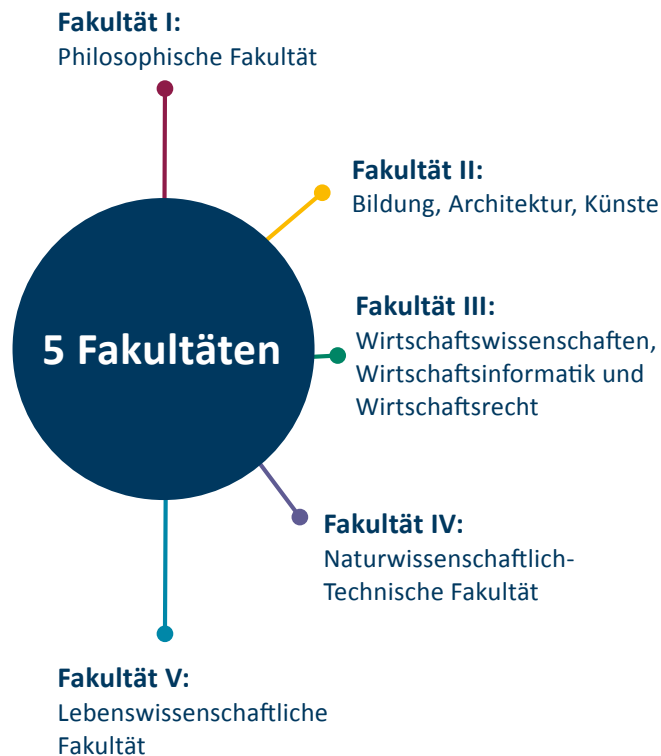 Fakultät I:
Philosophische Fakultät
Fakultät II:
Bildung, Architektur, Künste
5 Fakultäten
Fakultät III:
Wirtschaftswissenschaften,
Wirtschaftsinformatik und
Wirtschaftsrecht
Fakultät IV:
Naturwissenschaftlich-
Technische Fakultät
Fakultät V:
Lebenswissenschaftliche
Fakultät